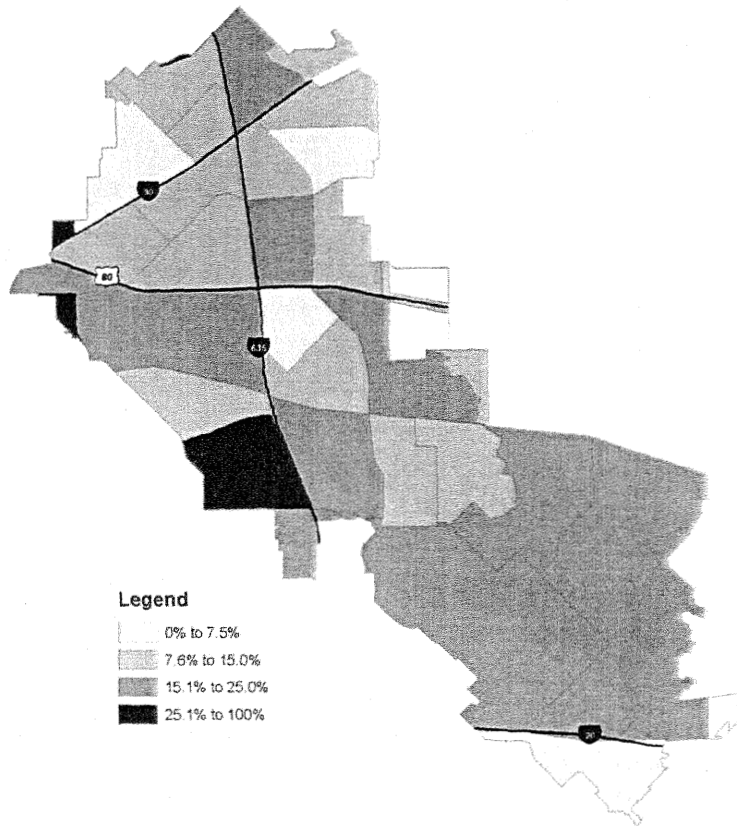 30
80
635
Legend
0% to 7.5%
7.6% to 15.0%
15.1% to 25.0%
25.1% to 100%
20